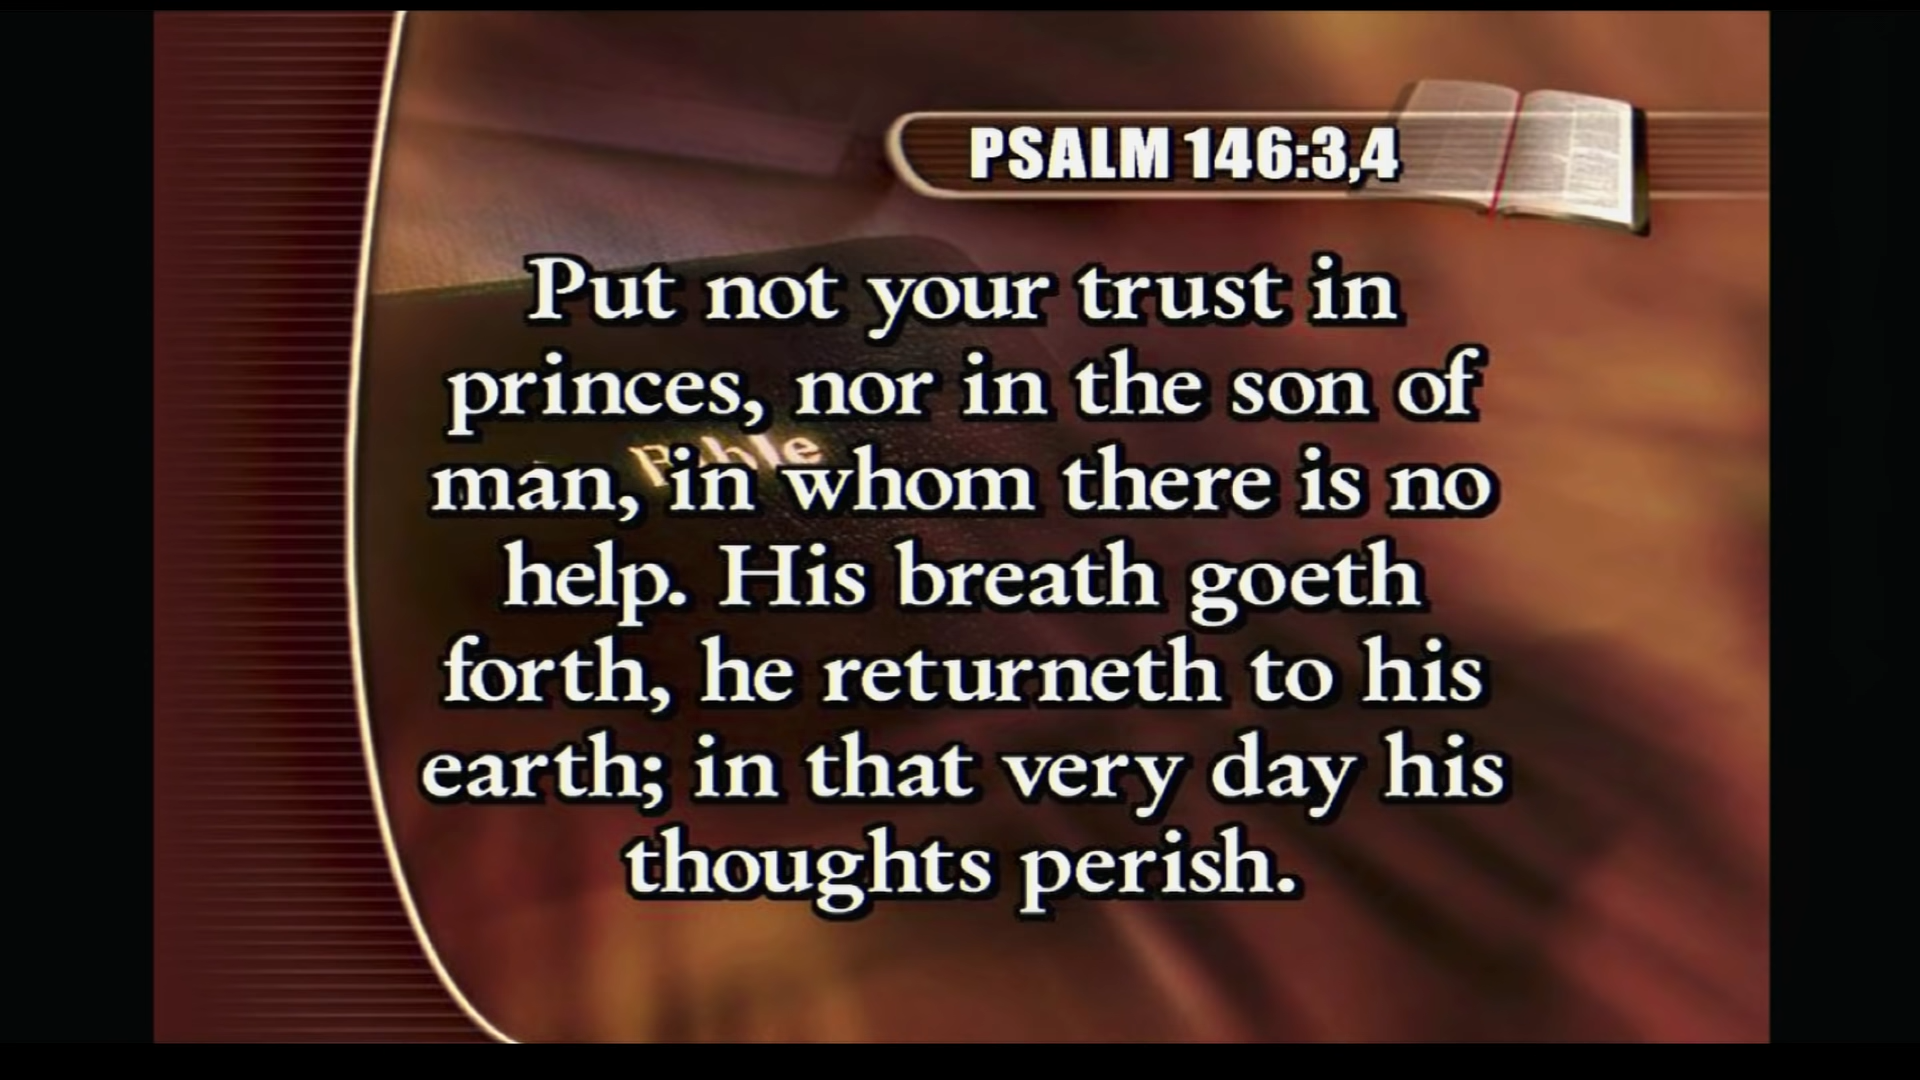 PSALM 146:3,4
Put not your trust in
princes, nor in the son of
man, in whom there is no
help. His breath goeth
forth, he returneth to his
earth; in that very day his
thoughts perish.
Bible